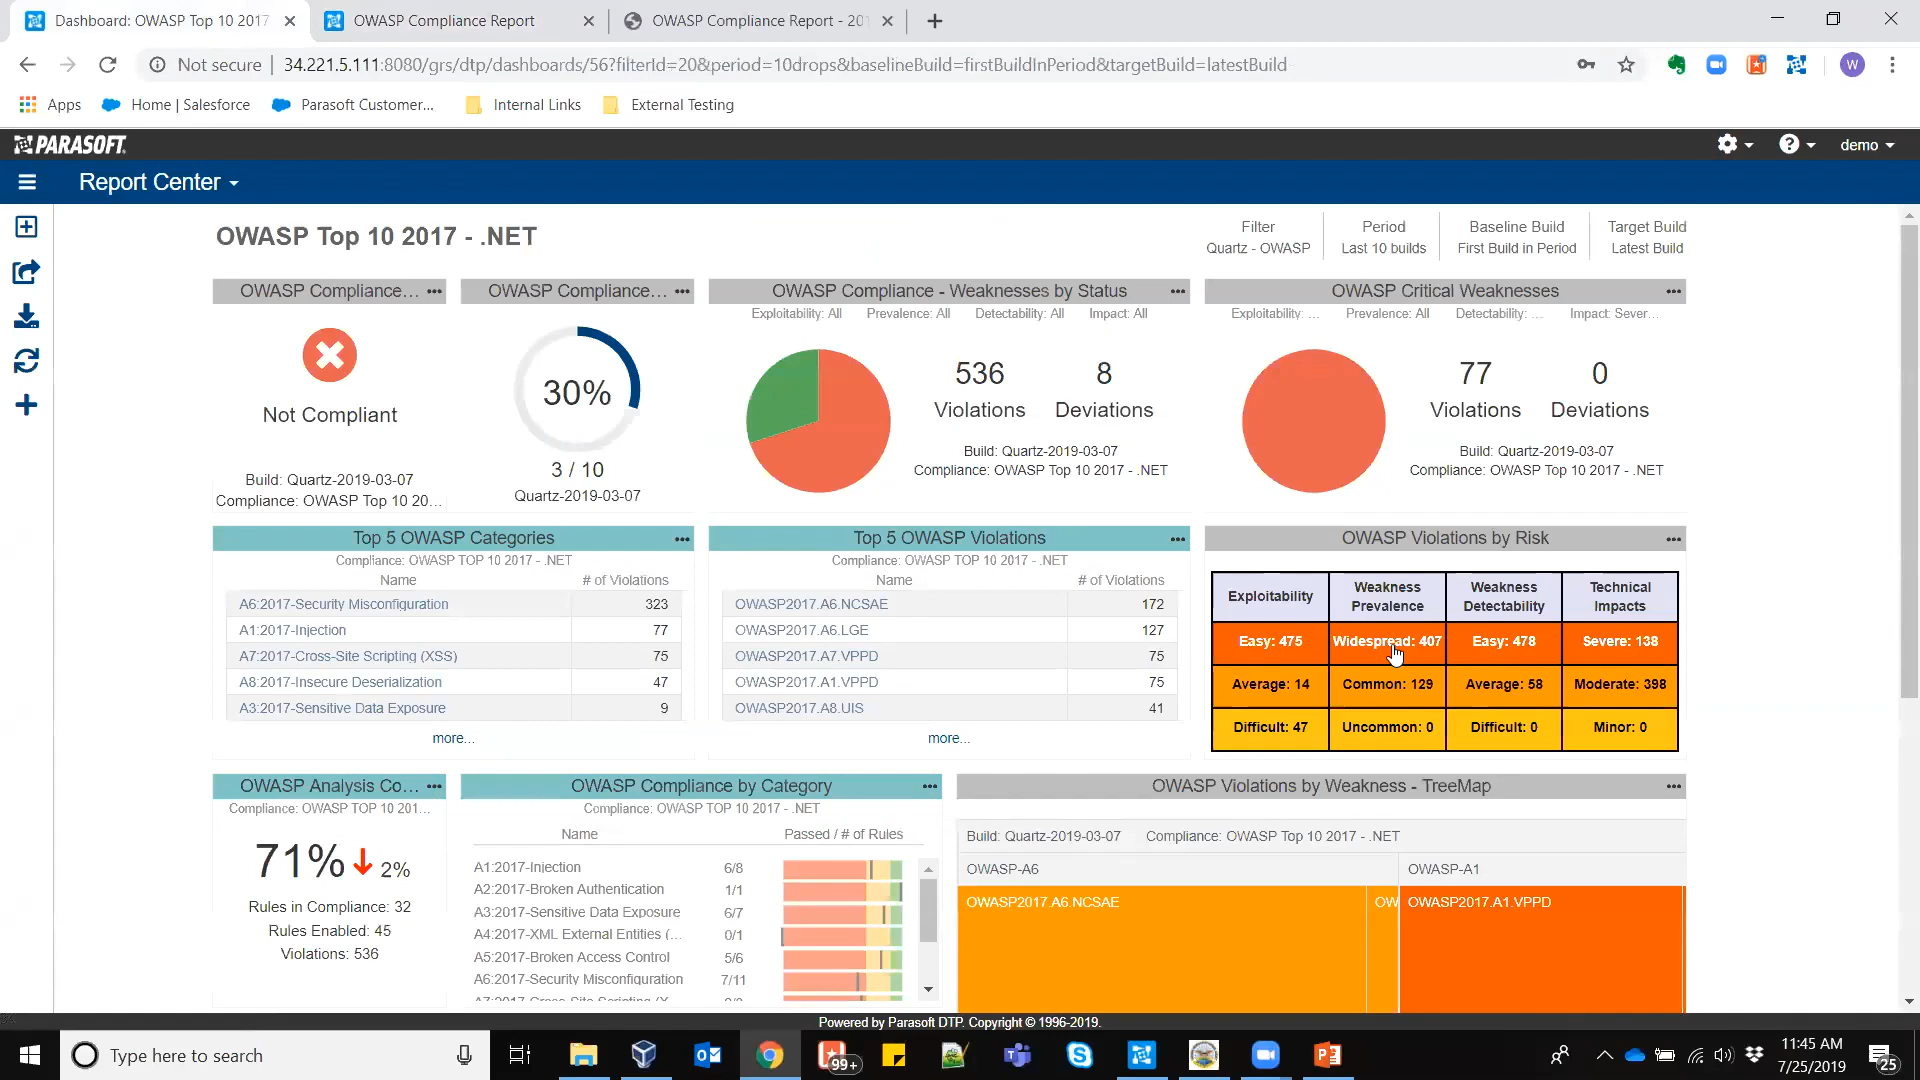 Dashboard: OWASP Top 10 2017
OWASP Compliance Report
OWASP Compliance Report - 201
Not secure
34.221.5.111:8080/grs/dtp/dashboards/56?filterId=20&period=10drops&baselineBuild=firstBuildInPeriod&targetBuild=latestBuild
W
Apps
Home | Salesforce
Parasoft Customer...
Internal Links
External Testing
PARASOFT
demo
Report Center
OWASP Top 10 2017 - .NET
Filter
Quartz - OWASP
Period
Last 10 builds
Baseline Build
First Build in Period
Target Build
Latest Build
OWASP Compliance...
Not Compliant
Build: Quartz-2019-03-07
Compliance: OWASP Top 10 20...
OWASP Compliance...
30%
3 / 10
Quartz-2019-03-07
OWASP Compliance - Weaknesses by Status
Exploitability: All Prevalence: All Detectability: All Impact: All
536 Violations
8 Deviations
Build: Quartz-2019-03-07
Compliance: OWASP Top 10 2017 - .NET
OWASP Critical Weaknesses
Exploitability: ... Prevalence: All Detectability: ... Impact: Sever...
77 Violations
0 Deviations
Build: Quartz-2019-03-07
Compliance: OWASP Top 10 2017 - .NET
Top 5 OWASP Categories
Compliance: OWASP TOP 10 2017 - .NET
Name # of Violations
A6:2017-Security Misconfiguration 323
A1:2017-Injection 77
A7:2017-Cross-Site Scripting (XSS) 75
A8:2017-Insecure Deserialization 47
A3:2017-Sensitive Data Exposure 9
more...
Top 5 OWASP Violations
Compliance: OWASP TOP 10 2017 - .NET
Name # of Violations
OWASP2017.A6.NCSAE 172
OWASP2017.A6.LGE 127
OWASP2017.A7.VPPD 75
OWASP2017.A1.VPPD 75
OWASP2017.A8.UIS 41
more...
OWASP Violations by Risk
Exploitability Weakness Prevalence Weakness Detectability Technical Impacts
Easy: 475 Widespread: 407 Easy: 478 Severe: 138
Average: 14 Common: 129 Average: 58 Moderate: 398
Difficult: 47 Uncommon: 0 Difficult: 0 Minor: 0
OWASP Analysis Co...
Compliance: OWASP TOP 10 201...
71% 2%
Rules in Compliance: 32
Rules Enabled: 45
Violations: 536
OWASP Compliance by Category
Compliance: OWASP TOP 10 2017 - .NET
Name Passed / # of Rules
A1:2017-Injection 6/8
A2:2017-Broken Authentication 1/1
A3:2017-Sensitive Data Exposure 6/7
A4:2017-XML External Entities (... 0/1
A5:2017-Broken Access Control 5/6
A6:2017-Security Misconfiguration 7/11
OWASP Violations by Weakness - TreeMap
Build: Quartz-2019-03-07 Compliance: OWASP Top 10 2017 - .NET
OWASP-A6 OWASP-A1
OWASP2017.A6.NCSAE OW OWASP2017.A1.VPPD
Powered by Parasoft DTP. Copyright © 1996-2019.
Type here to search
99+
11:45 AM
7/25/2019
25